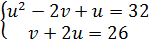 u² − 2v + u = 32
v + 2u = 26